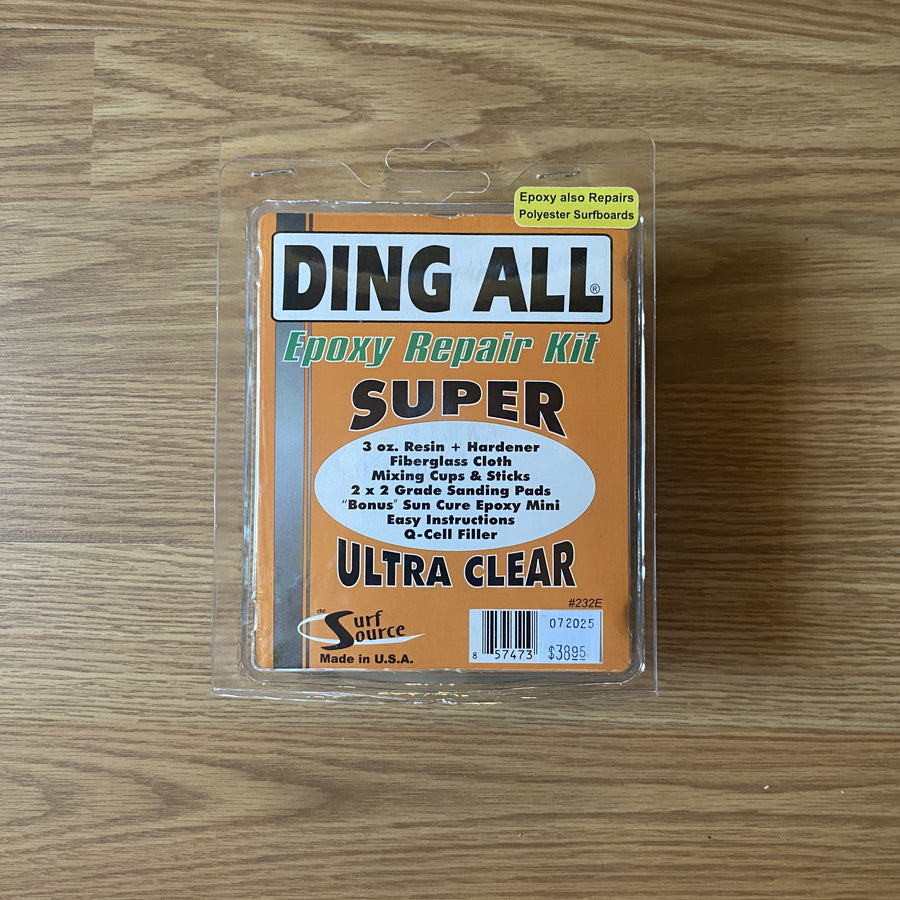 Epoxy also Repairs
Polyester Surfboards
DING ALL®
Epoxy Repair Kit
SUPER
3 oz. Resin + Hardener
Fiberglass Cloth
Mixing Cups & Sticks
2 x 2 Grade Sanding Pads
"Bonus" Sun Cure Epoxy Mini
Easy Instructions
Q-Cell Filler
ULTRA CLEAR
#232E
the
Surf
Source
Made in U.S.A.
072025
8 57473
$38.95